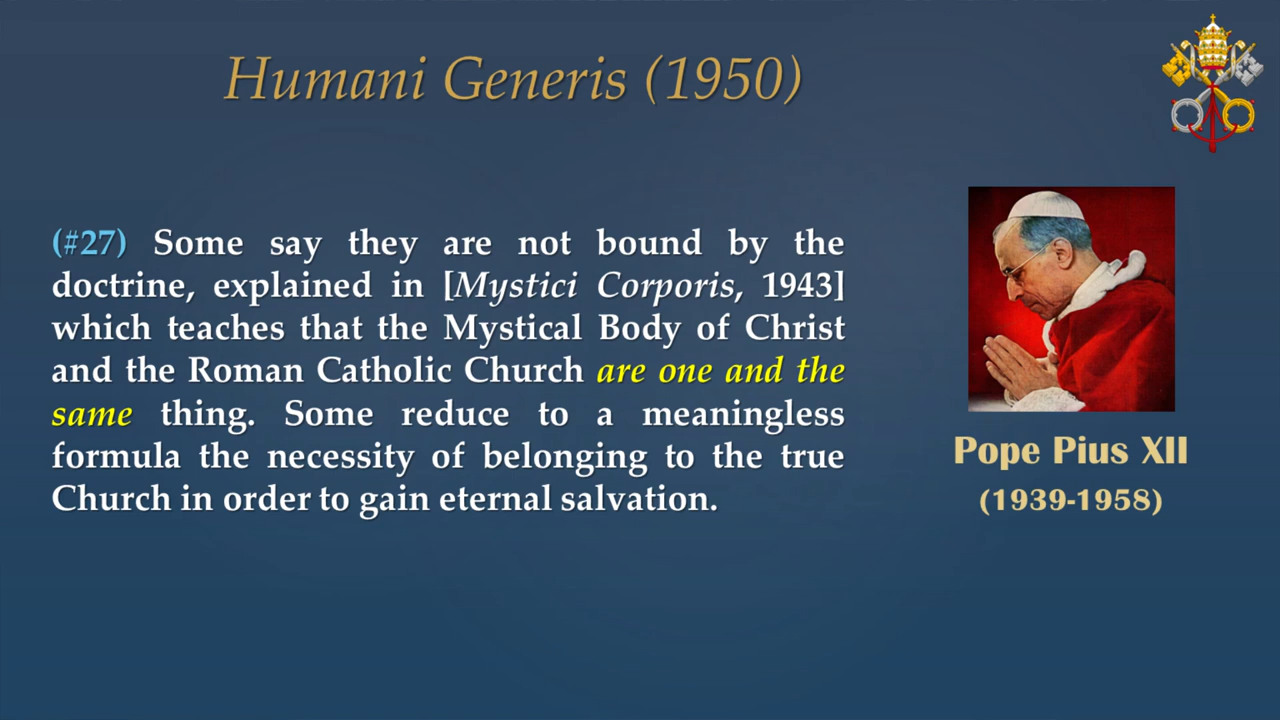 Humani Generis (1950)
(#27) Some say they are not bound by the
doctrine, explained in [Mystici Corporis, 1943]
which teaches that the Mystical Body of Christ
and the Roman Catholic Church are one and the
same thing. Some reduce to a meaningless
formula the necessity of belonging to the true
Church in order to gain eternal salvation.
Pope Pius XII
(1939-1958)